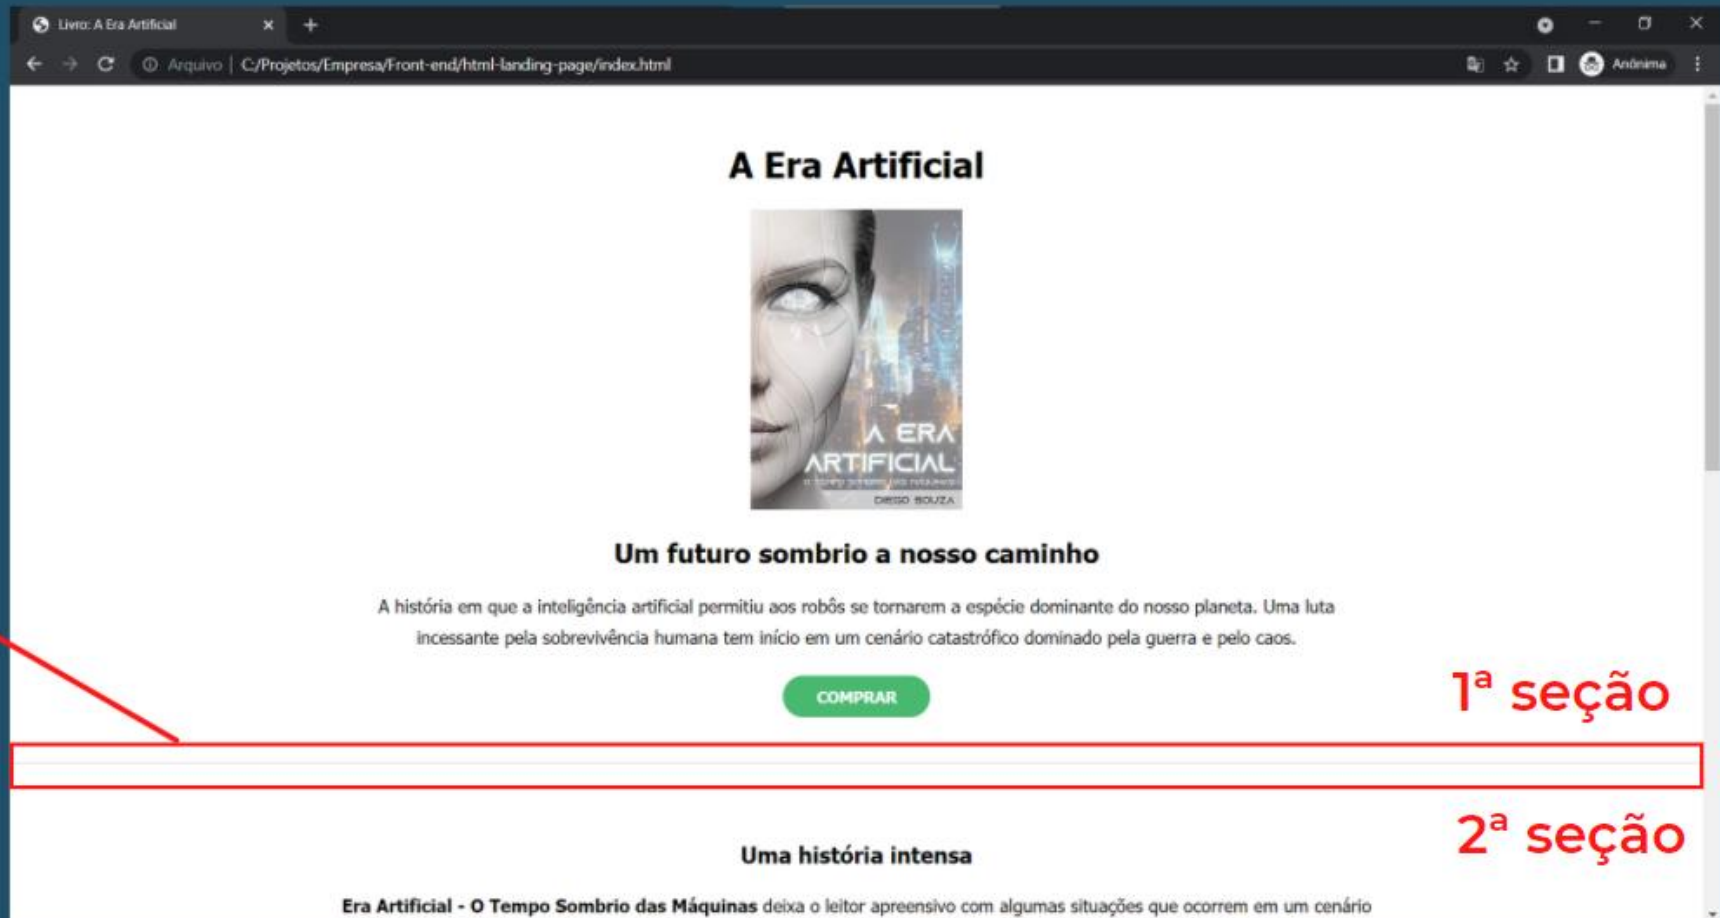 Livro: A Era Artificial
Arquivo | C:/Projetos/Empresa/Front-end/html-landing-page/index.html
Anônima
A Era Artificial
A ERA
ARTIFICIAL
O TEMPO SOMBRIO DAS MÁQUINAS
DIEGO SOUZA
Um futuro sombrio a nosso caminho
A história em que a inteligência artificial permitiu aos robôs se tornarem a espécie dominante do nosso planeta. Uma luta
incessante pela sobrevivência humana tem início em um cenário catastrófico dominado pela guerra e pelo caos.
COMPRAR
1ª seção
2ª seção
Uma história intensa
Era Artificial - O Tempo Sombrio das Máquinas deixa o leitor apreensivo com algumas situações que ocorrem em um cenário